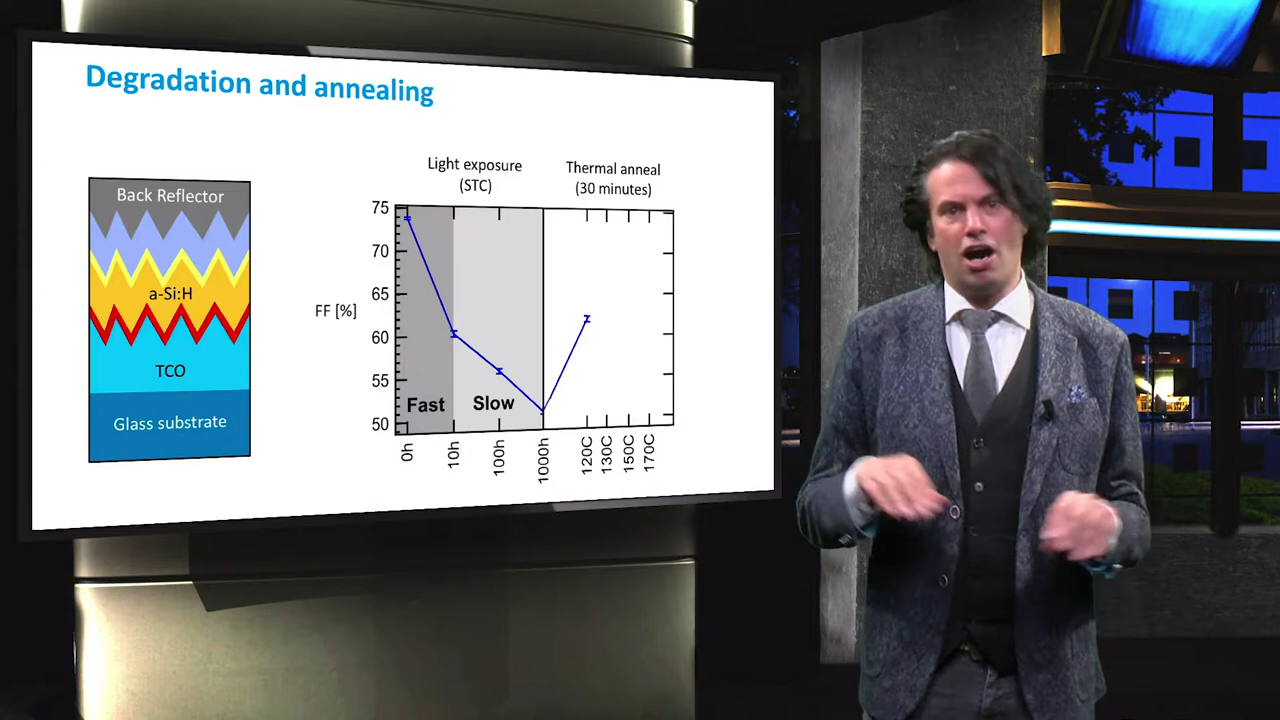 Degradation and annealing
Back Reflector
a-Si:H
TCO
Glass substrate
Light exposure
(STC)
Thermal anneal
(30 minutes)
FF [%]
75
70
65
60
55
50
Fast
Slow
0h
10h
100h
1000h
120C
130C
150C
170C